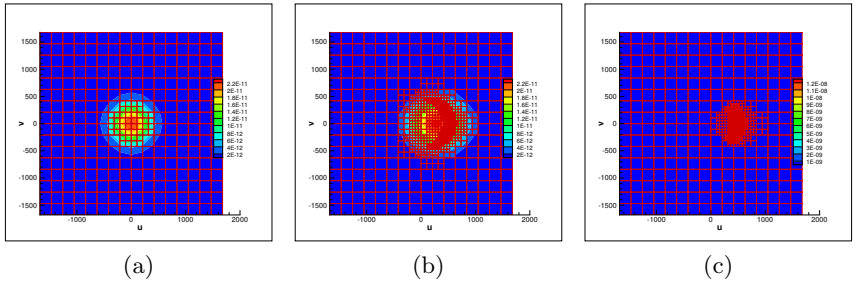 1500
1000
500
0
-500
-1000
-1500
v
-1000 0 1000 2000
u
2.2E-11
2E-11
1.8E-11
1.6E-11
1.4E-11
1.2E-11
1E-11
8E-12
6E-12
4E-12
2E-12
(a)
1500
1000
500
0
-500
-1000
-1500
v
-1000 0 1000 2000
u
2.2E-11
2E-11
1.8E-11
1.6E-11
1.4E-11
1.2E-11
1E-11
8E-12
6E-12
4E-12
2E-12
(b)
1500
1000
500
0
-500
-1000
-1500
v
-1000 0 1000 2000
u
1.2E-08
1.1E-08
1E-08
9E-09
8E-09
7E-09
6E-09
5E-09
4E-09
3E-09
2E-09
1E-09
(c)